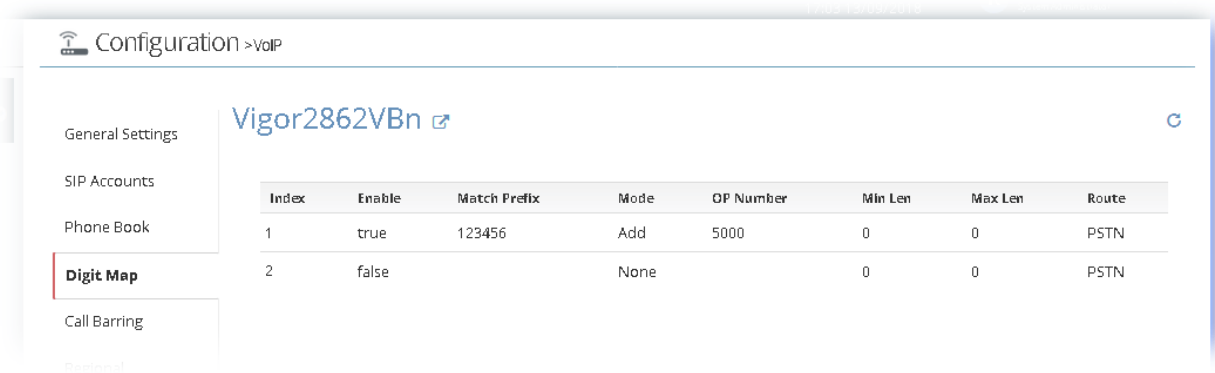 Configuration >VoIP
Vigor2862VBn
General Settings
SIP Accounts
Phone Book
Digit Map
Call Barring
Regional
Index Enable Match Prefix Mode OP Number Min Len Max Len Route
1 true 123456 Add 5000 0 0 PSTN
2 false None 0 0 PSTN